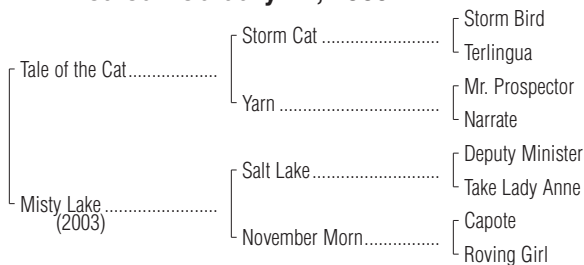 Storm Bird
Storm Cat..............................
Terlingua
Tale of the Cat.....................
Mr. Prospector
Yarn .......................................
Narrate
Deputy Minister
Salt Lake...............................
Take Lady Anne
Misty Lake ..........................
(2003)
Capote
November Morn..................
Roving Girl